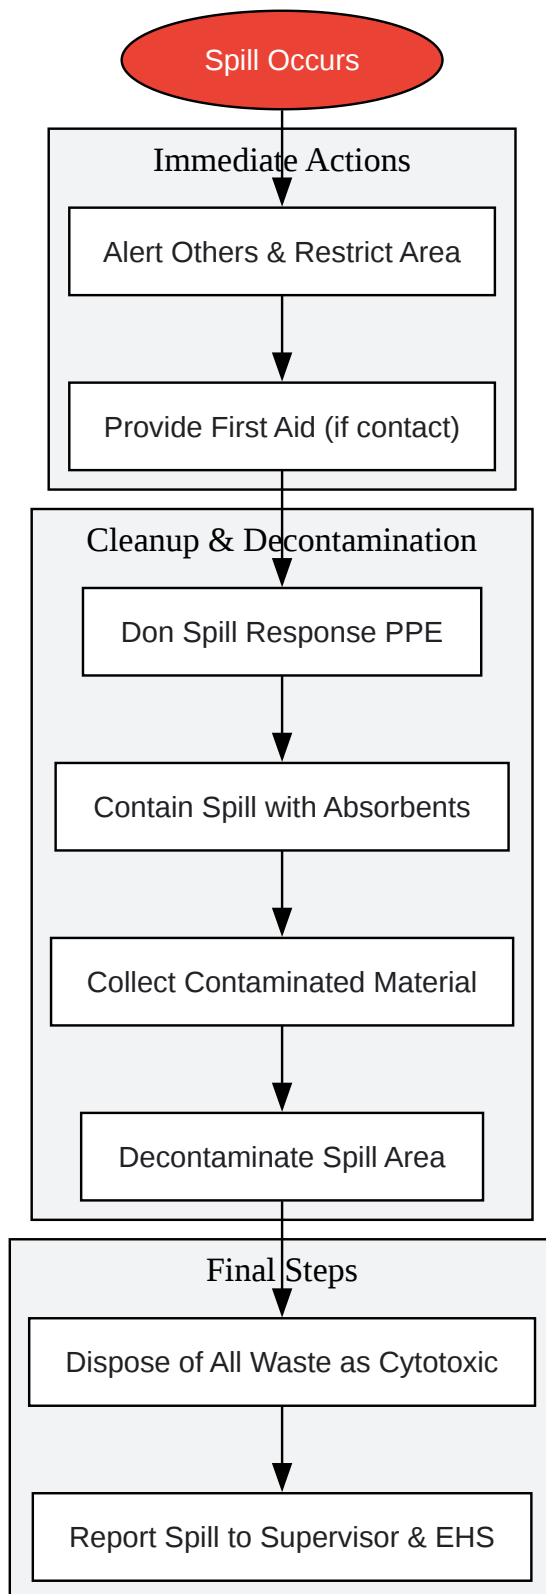 Spill Occurs
Immediate Actions
Alert Others & Restrict Area
Provide First Aid (if contact)
Cleanup & Decontamination
Don Spill Response PPE
Contain Spill with Absorbents
Collect Contaminated Material
Decontaminate Spill Area
Final Steps
Dispose of All Waste as Cytotoxic
Report Spill to Supervisor & EHS